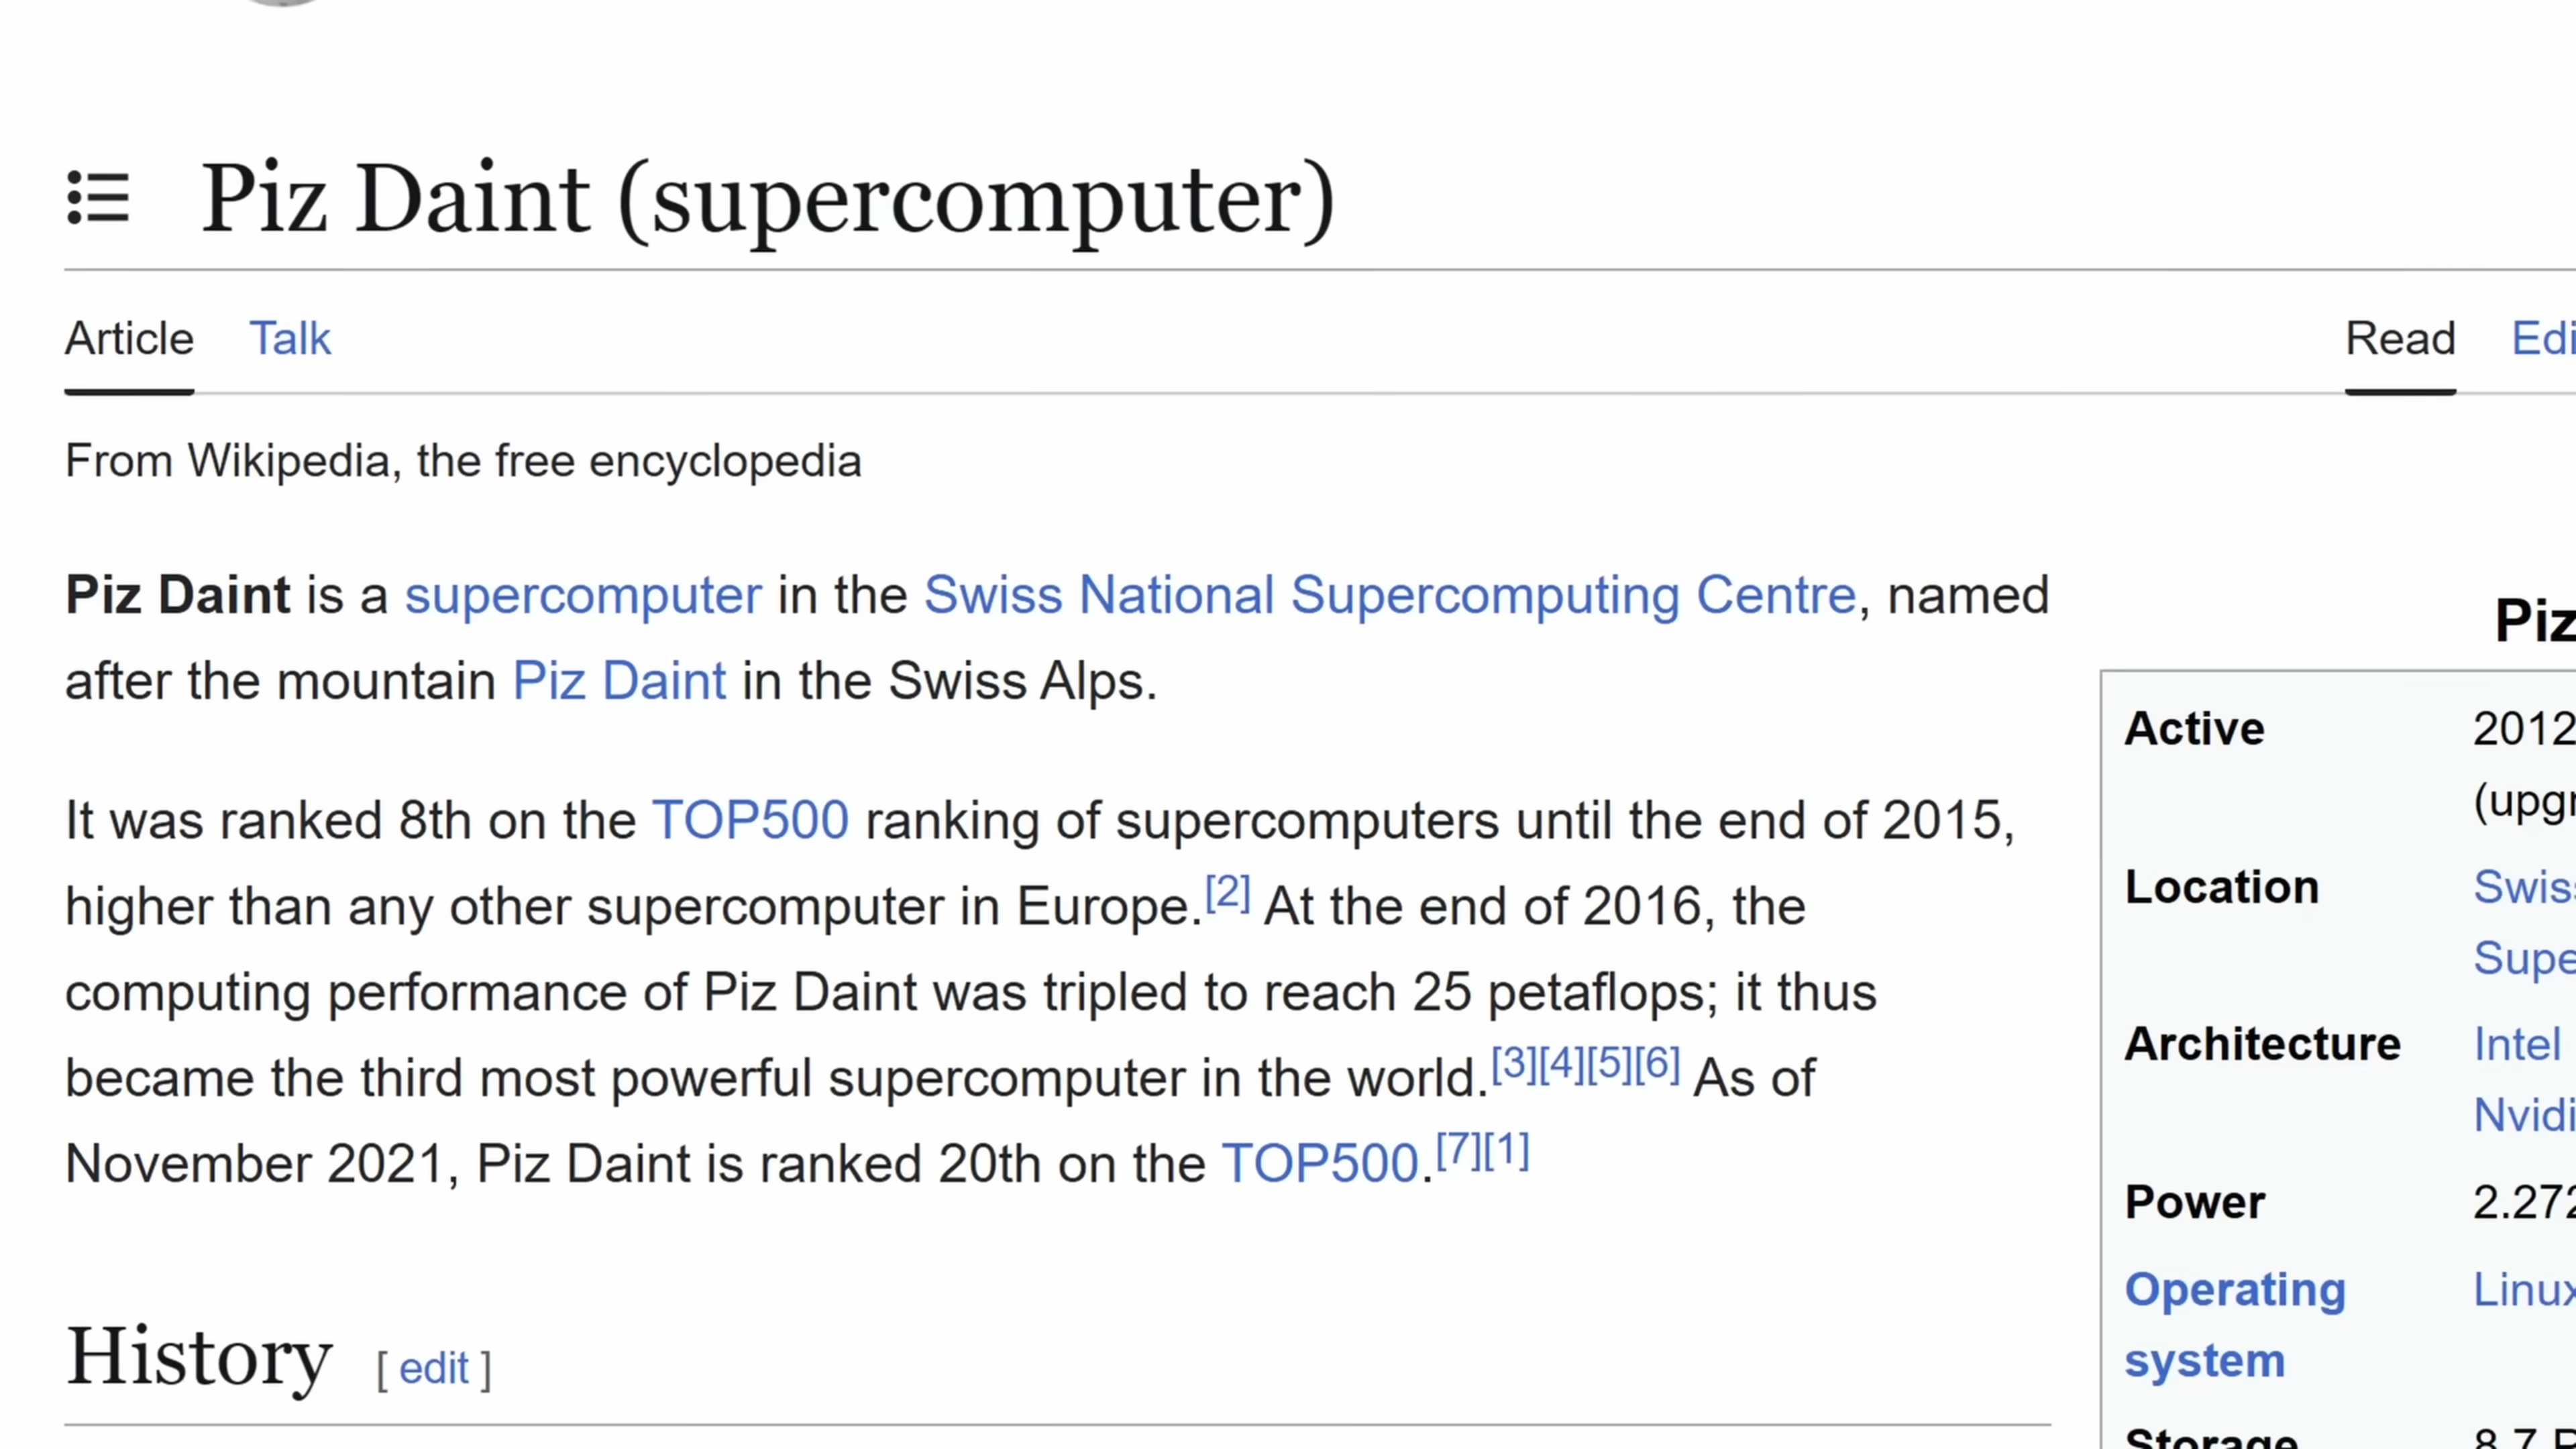 Piz Daint (supercomputer)
Article Talk Read
From Wikipedia, the free encyclopedia
Piz Daint is a supercomputer in the Swiss National Supercomputing Centre, named
after the mountain Piz Daint in the Swiss Alps.
It was ranked 8th on the TOP500 ranking of supercomputers until the end of 2015,
higher than any other supercomputer in Europe.[2] At the end of 2016, the
computing performance of Piz Daint was tripled to reach 25 petaflops; it thus
became the third most powerful supercomputer in the world.[3][4][5][6] As of
November 2021, Piz Daint is ranked 20th on the TOP500.[7][1]
History [ edit ]
Piz
Active 2012
(upgr
Location Swiss
Supe
Architecture Intel
Nvidi
Power 2.272
Operating Linux
system
Storage 8.7